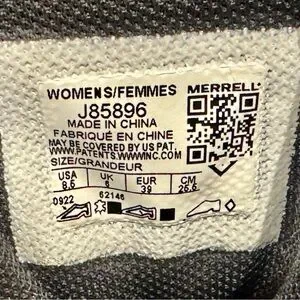 WOMENS/FEMMES MERRELL
J85896
MADE IN CHINA
FABRIQUÉ EN CHINE
MAY BE COVERED BY US PAT.
WWW.PATENTS.WWWINC.COM
SIZE/GRANDEUR
USA UK EUR CM
8.5 6 39 25.5
0922 62146